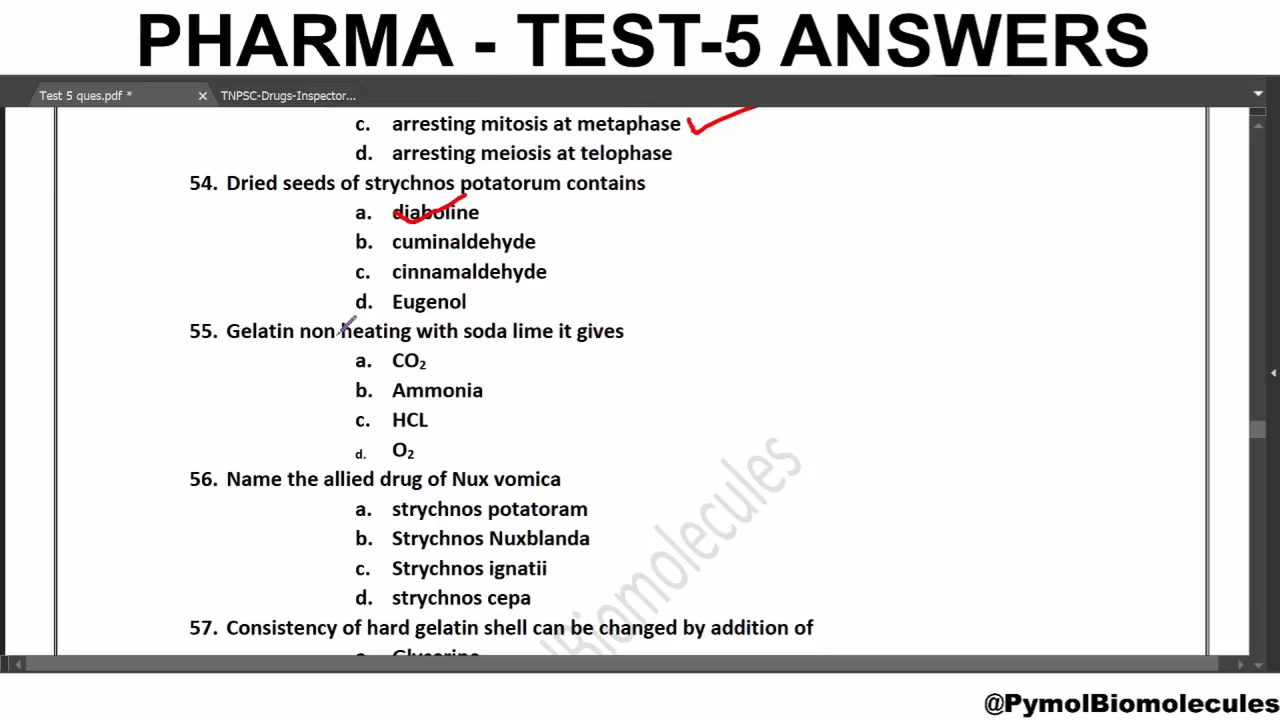 PHARMA - TEST-5 ANSWERS
Test 5 ques.pdf * TNPSC-Drugs-Inspector...
c. arresting mitosis at metaphase
d. arresting meiosis at telophase
54. Dried seeds of strychnos potatorum contains
a. diaboline
b. cuminaldehyde
c. cinnamaldehyde
d. Eugenol
55. Gelatin non heating with soda lime it gives
a. CO₂
b. Ammonia
c. HCL
d. O₂
56. Name the allied drug of Nux vomica
a. strychnos potatoram
b. Strychnos Nuxblanda
c. Strychnos ignatii
d. strychnos cepa
57. Consistency of hard gelatin shell can be changed by addition of
a. Glycerine
lBiomolecules
@PymolBiomolecules